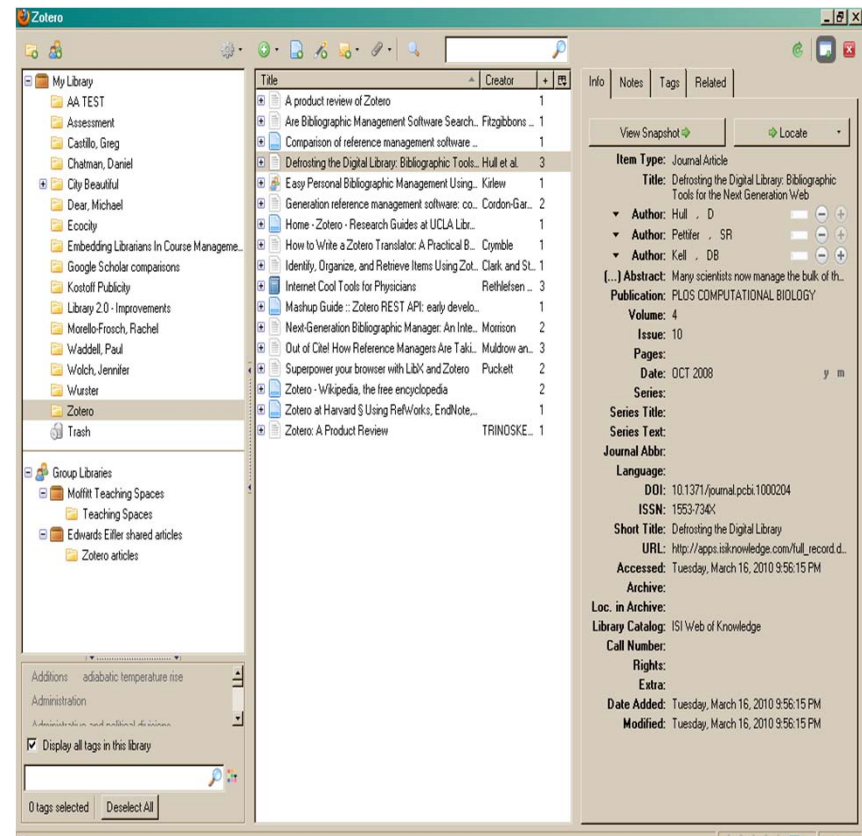 Zotero
My Library
AA TEST
Assessment
Castillo, Greg
Chatman, Daniel
City Beautiful
Dear, Michael
Ecocity
Embedding Librarians In Course Manageme...
Google Scholar comparisons
Kostoff Publicity
Library 2.0 - Improvements
Morello-Frosch, Rachel
Waddell, Paul
Wolch, Jennifer
Wurster
Zotero
Trash
Group Libraries
Moffitt Teaching Spaces
Teaching Spaces
Edwards Eifler shared articles
Zotero articles
Additions adiabatic temperature rise
Administration
Administrative and political divisions
Display all tags in this library
0 tags selected Deselect All
Title Creator +
A product review of Zotero 1
Are Bibliographic Management Software Search... Fitzgibbons ... 1
Comparison of reference management software ... 1
Defrosting the Digital Library: Bibliographic Tools... Hull et al. 3
Easy Personal Bibliographic Management Using... Kirlew 1
Generation reference management software: co... Cordon-Gar... 2
Home - Zotero - Research Guides at UCLA Libr... 1
How to Write a Zotero Translator: A Practical B... Crymble 1
Identify, Organize, and Retrieve Items Using Zot... Clark and St... 1
Internet Cool Tools for Physicians Rethlefsen ... 3
Mashup Guide :: Zotero REST API: early develo... 1
Next-Generation Bibliographic Manager: An Inte... Morrison 2
Out of Cite! How Reference Managers Are Taki... Muldrow an... 3
Superpower your browser with LibX and Zotero Puckett 2
Zotero - Wikipedia, the free encyclopedia 2
Zotero at Harvard § Using RefWorks, EndNote,... 1
Zotero: A Product Review TRINOSKE... 1
Info Notes Tags Related
View Snapshot Locate
Item Type: Journal Article
Title: Defrosting the Digital Library: Bibliographic
Tools for the Next Generation Web
Author: Hull , D
Author: Pettifer , SR
Author: Kell , DB
(...) Abstract: Many scientists now manage the bulk of th...
Publication: PLOS COMPUTATIONAL BIOLOGY
Volume: 4
Issue: 10
Pages:
Date: OCT 2008 y m
Series:
Series Title:
Series Text:
Journal Abbr:
Language:
DOI: 10.1371/journal.pcbi.1000204
ISSN: 1553-734X
Short Title: Defrosting the Digital Library
URL: http://apps.isiknowledge.com/full_record.d...
Accessed: Tuesday, March 16, 2010 9:56:15 PM
Archive:
Loc. in Archive:
Library Catalog: ISI Web of Knowledge
Call Number:
Rights:
Extra:
Date Added: Tuesday, March 16, 2010 9:56:15 PM
Modified: Tuesday, March 16, 2010 9:56:15 PM